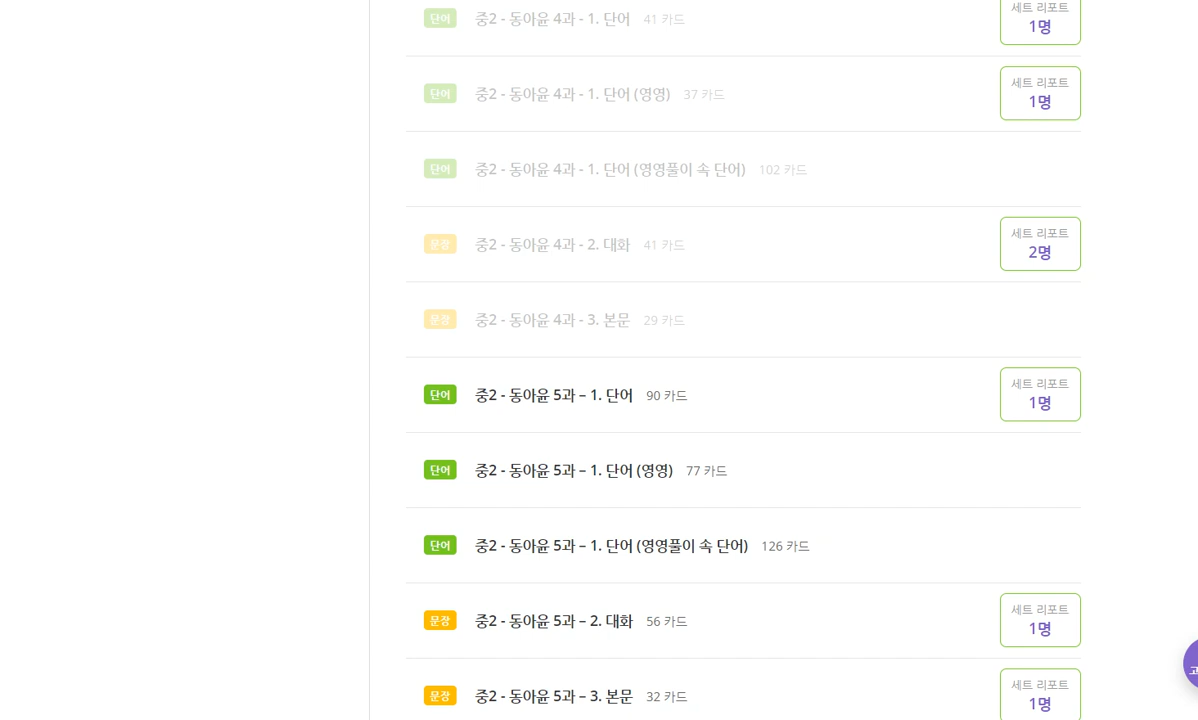 단어 중2 - 동아윤 4과 - 1. 단어 41 카드 세트 리포트
1명
단어 중2 - 동아윤 4과 - 1. 단어 (영영) 37 카드 세트 리포트
1명
단어 중2 - 동아윤 4과 - 1. 단어 (영영풀이 속 단어) 102 카드
문장 중2 - 동아윤 4과 - 2. 대화 41 카드 세트 리포트
2명
문장 중2 - 동아윤 4과 - 3. 본문 29 카드
단어 중2 - 동아윤 5과 – 1. 단어 90 카드 세트 리포트
1명
단어 중2 - 동아윤 5과 – 1. 단어 (영영) 77 카드
단어 중2 - 동아윤 5과 – 1. 단어 (영영풀이 속 단어) 126 카드
문장 중2 - 동아윤 5과 – 2. 대화 56 카드 세트 리포트
1명
문장 중2 - 동아윤 5과 – 3. 본문 32 카드 세트 리포트
1명